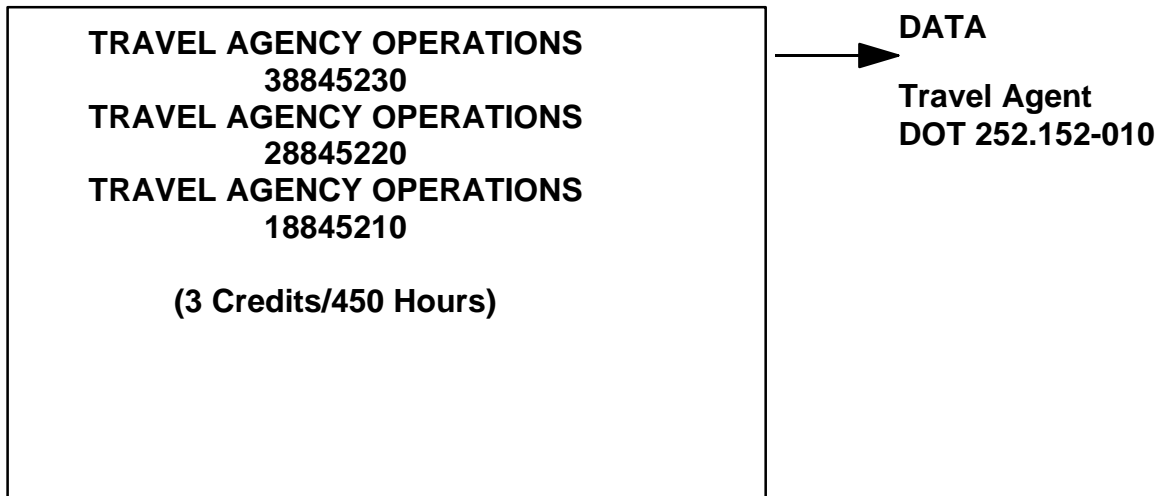 TRAVEL AGENCY OPERATIONS
38845230
TRAVEL AGENCY OPERATIONS
28845220
TRAVEL AGENCY OPERATIONS
18845210
(3 Credits/450 Hours)
DATA
Travel Agent
DOT 252.152-010